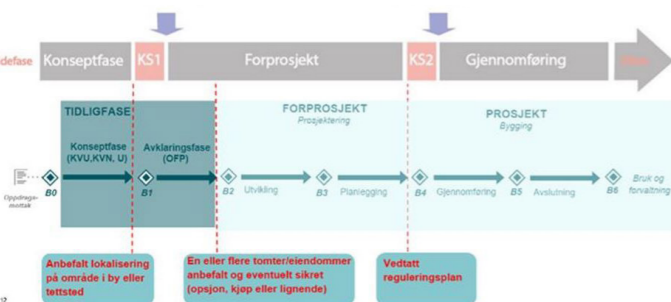 defase
Konseptfase
KS1
Forprosjekt
KS2
Gjennomføring
TIDLIGFASE
FORPROSJEKT
Prosjektering
PROSJEKT
Bygging
Konseptfase
(KVU,KVN, U)
Avklaringsfase
(OFP)
Oppdrags-
mottak
B0
B1
B2
Utvikling
B3
Planlegging
B4
Gjennomføring
B5
Avslutning
B6
Bruk og
forvaltning
Anbefalt lokalisering
på område i by eller
tettsted
En eller flere tomter/eiendommer
anbefalt og eventuelt sikret
(opsjon, kjøp eller lignende)
Vedtatt
reguleringsplan